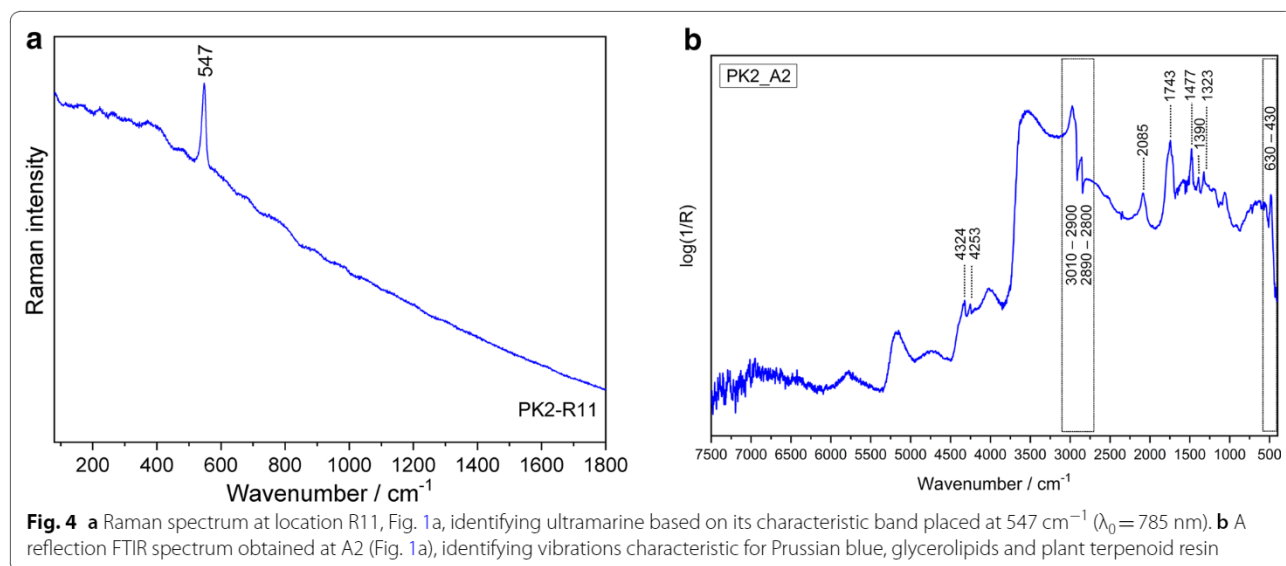 a
547
Raman intensity
PK2-R11
200 400 600 800 1000 1200 1400 1600 1800
Wavenumber / cm⁻¹
b
PK2_A2
log(1/R)
4324
4253
3010 – 2900
2890 – 2800
2085
1743
1477
1390
1323
630 – 430
7500 7000 6500 6000 5500 5000 4500 4000 3500 3000 2500 2000 1500 1000 500
Wavenumber / cm⁻¹
Fig. 4 a Raman spectrum at location R11, Fig. 1a, identifying ultramarine based on its characteristic band placed at 547 cm⁻¹ (λ₀ = 785 nm). b A
reflection FTIR spectrum obtained at A2 (Fig. 1a), identifying vibrations characteristic for Prussian blue, glycerolipids and plant terpenoid resin